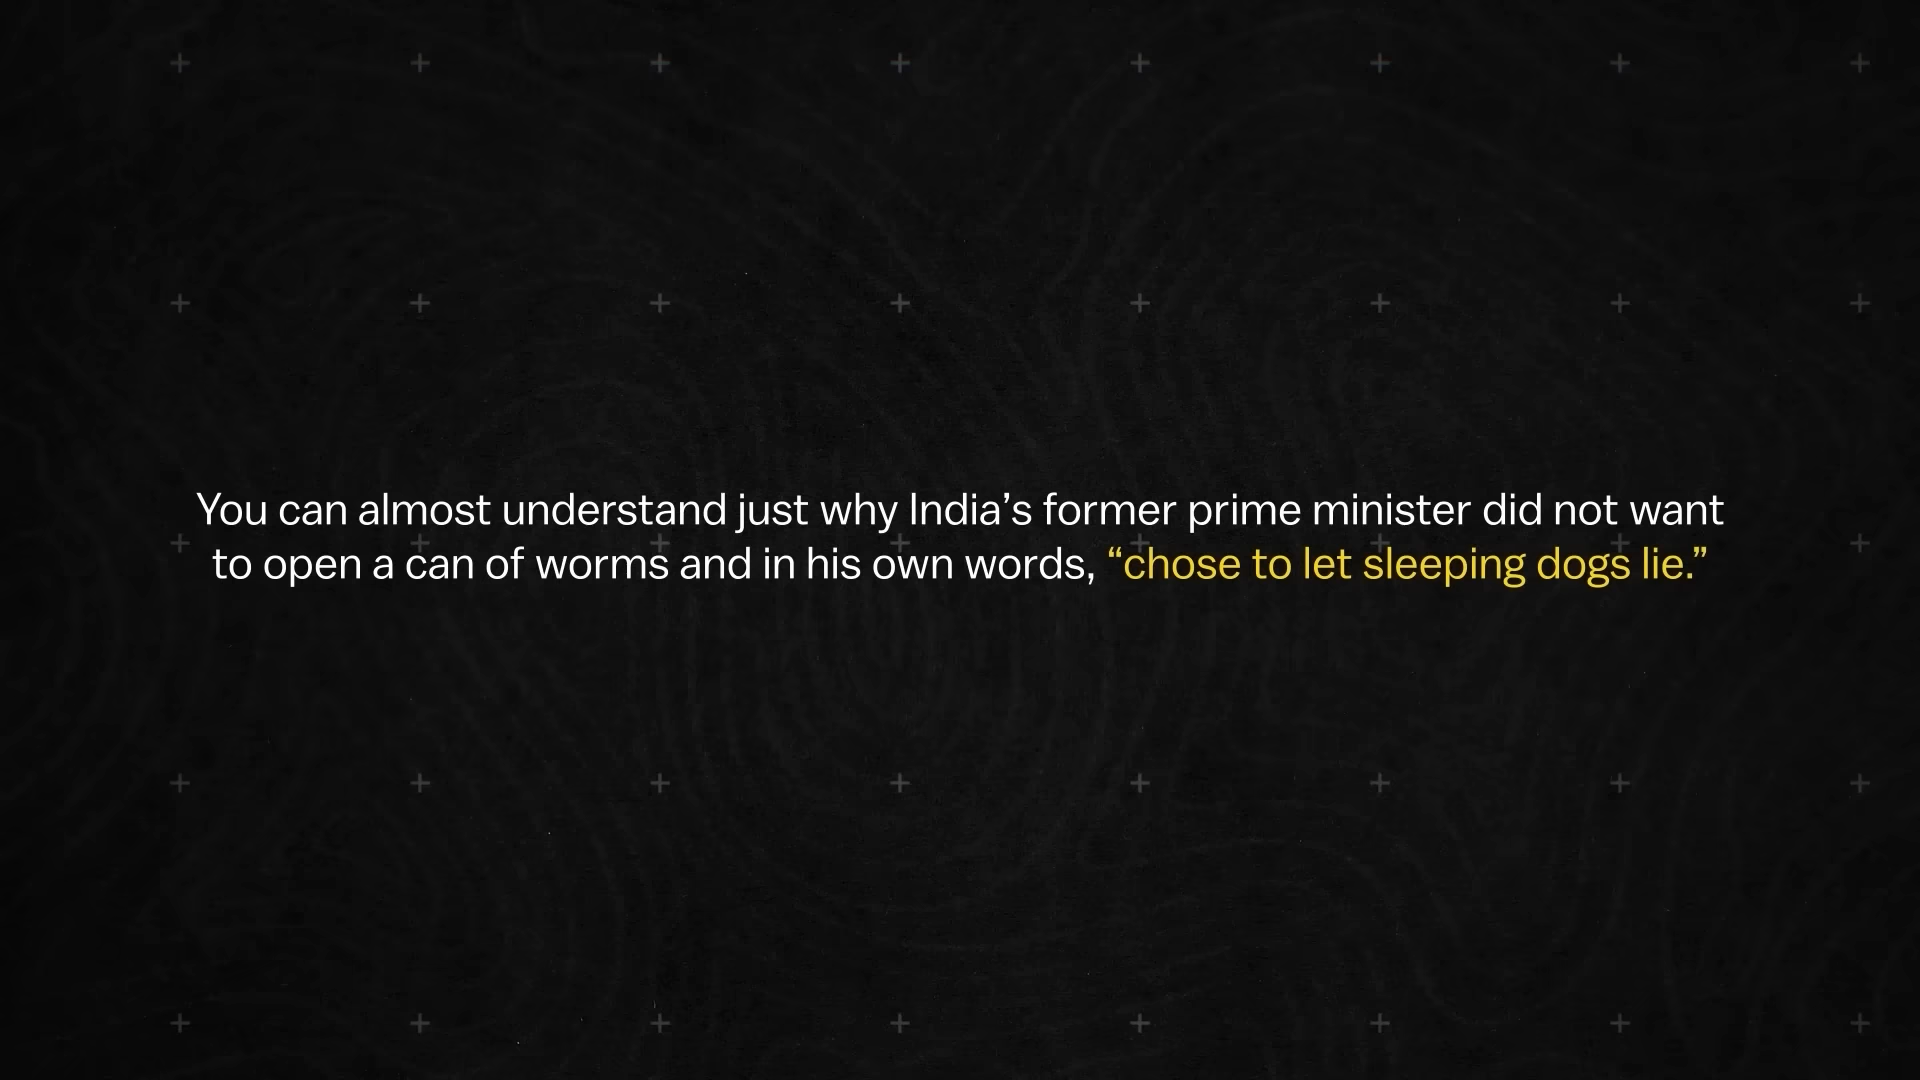 You can almost understand just why India’s former prime minister did not want
to open a can of worms and in his own words, “chose to let sleeping dogs lie.”